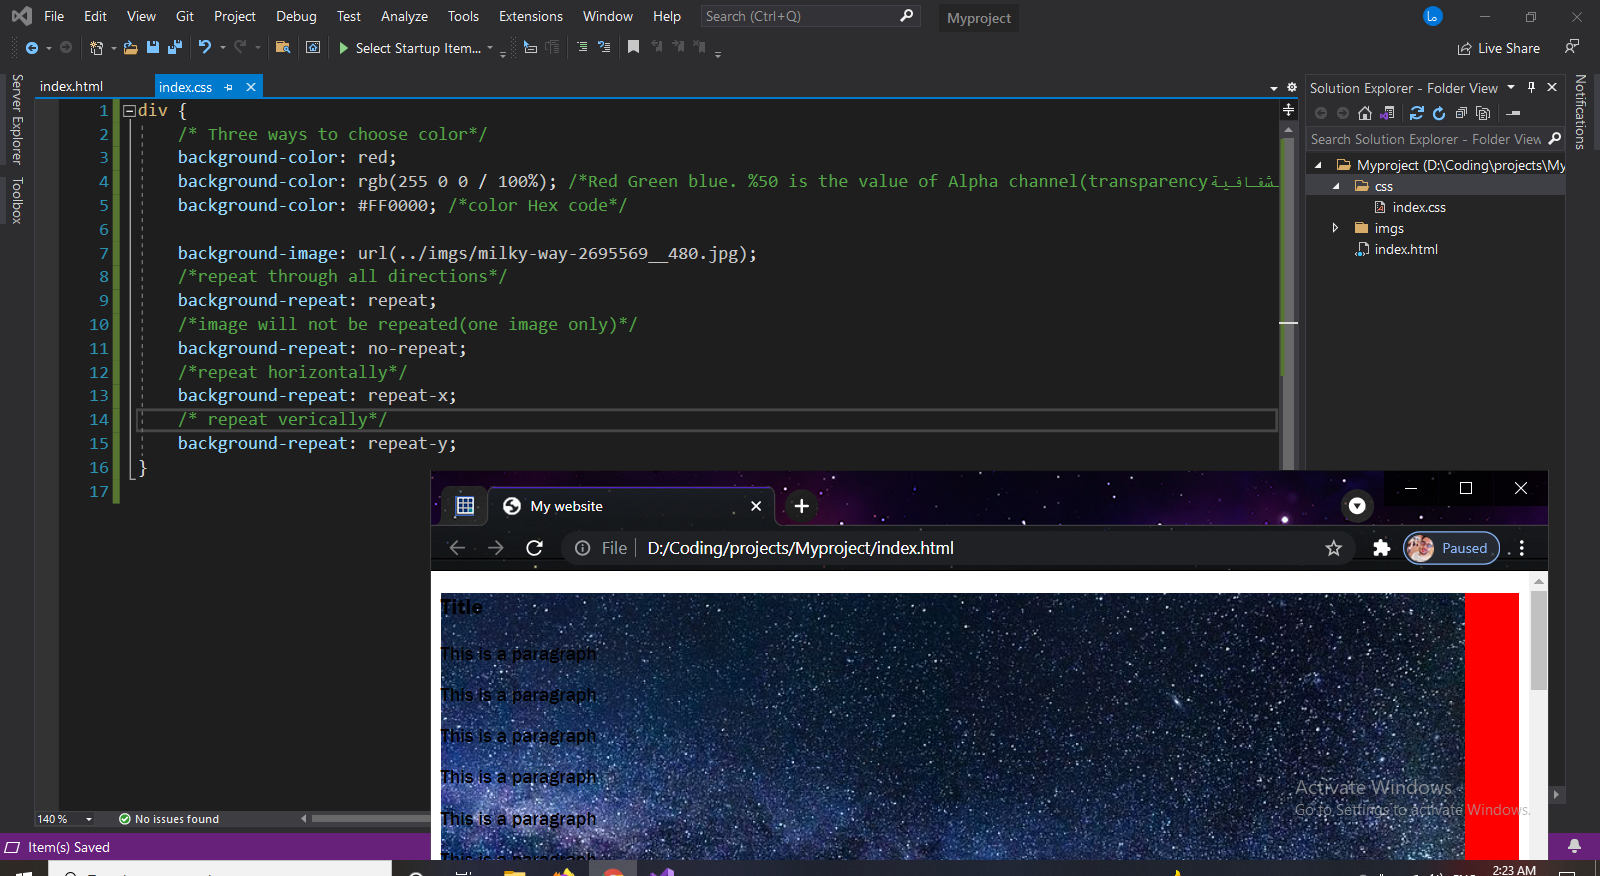 File Edit View Git Project Debug Test Analyze Tools Extensions Window Help Search (Ctrl+Q) Myproject
Select Startup Item... Live Share
Server Explorer
Toolbox
index.html index.css
1 div {
2 /* Three ways to choose color*/
3 background-color: red;
4 background-color: rgb(255 0 0 / 100%); /*Red Green blue. %50 is the value of Alpha channel(transparency
5 background-color: #FF0000; /*color Hex code*/
6
7 background-image: url(../imgs/milky-way-2695569__480.jpg);
8 /*repeat through all directions*/
9 background-repeat: repeat;
10 /*image will not be repeated(one image only)*/
11 background-repeat: no-repeat;
12 /*repeat horizontally*/
13 background-repeat: repeat-x;
14 /* repeat verically*/
15 background-repeat: repeat-y;
16 }
17
140 % No issues found
Item(s) Saved
Solution Explorer - Folder View
Search Solution Explorer - Folder View
Myproject (D:\Coding\projects\My
css
index.css
imgs
index.html
Notifications
My website
File D:/Coding/projects/Myproject/index.html Paused
Title
This is a paragraph
This is a paragraph
This is a paragraph
This is a paragraph
This is a paragraph
This is a paragraph
Activate Windows
Go to Settings to activate Windows.
2:23 AM